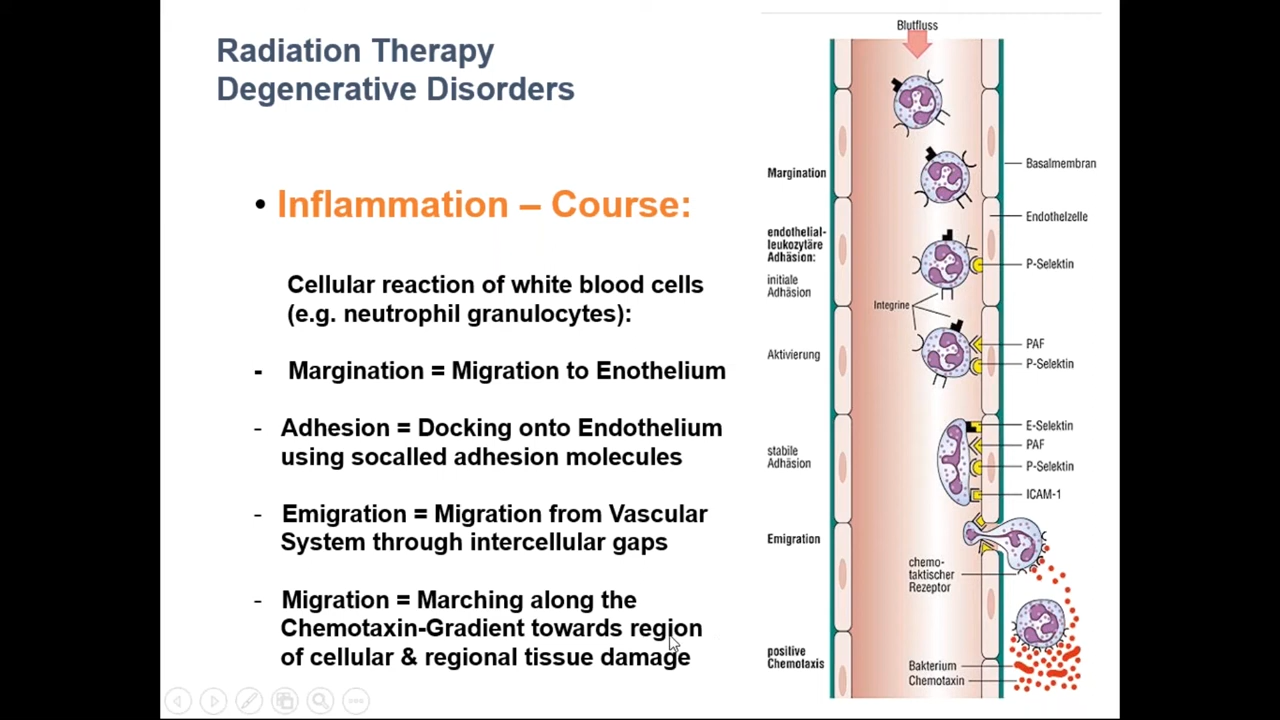 Radiation Therapy
Degenerative Disorders
• Inflammation – Course:
Cellular reaction of white blood cells
(e.g. neutrophil granulocytes):
- Margination = Migration to Enothelium
- Adhesion = Docking onto Endothelium
using socalled adhesion molecules
- Emigration = Migration from Vascular
System through intercellular gaps
- Migration = Marching along the
Chemotaxin-Gradient towards region
of cellular & regional tissue damage
Blutfluss
Margination
Basalmembran
Endothelzelle
endothelial-
leukozytäre
Adhäsion:
initiale
Adhäsion
P-Selektin
Integrine
Aktivierung
PAF
P-Selektin
stabile
Adhäsion
E-Selektin
PAF
P-Selektin
ICAM-1
Emigration
chemo-
taktischer
Rezeptor
positive
Chemotaxis
Bakterium
Chemotaxin